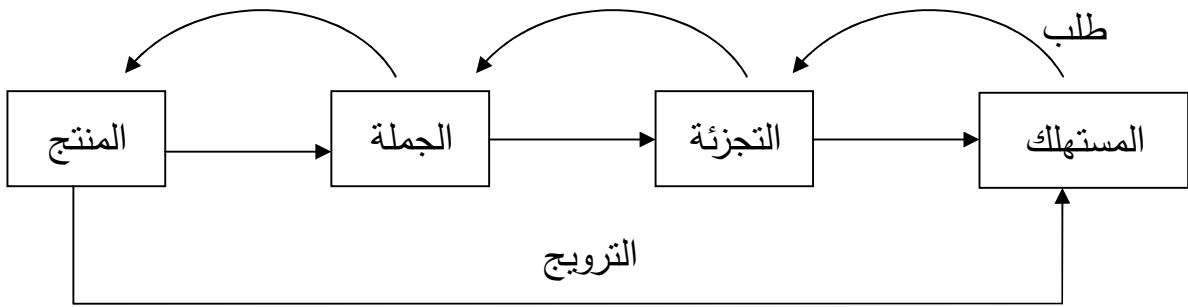 طلب
المستهلك
التجزئة
الجملة
المنتج
الترويج